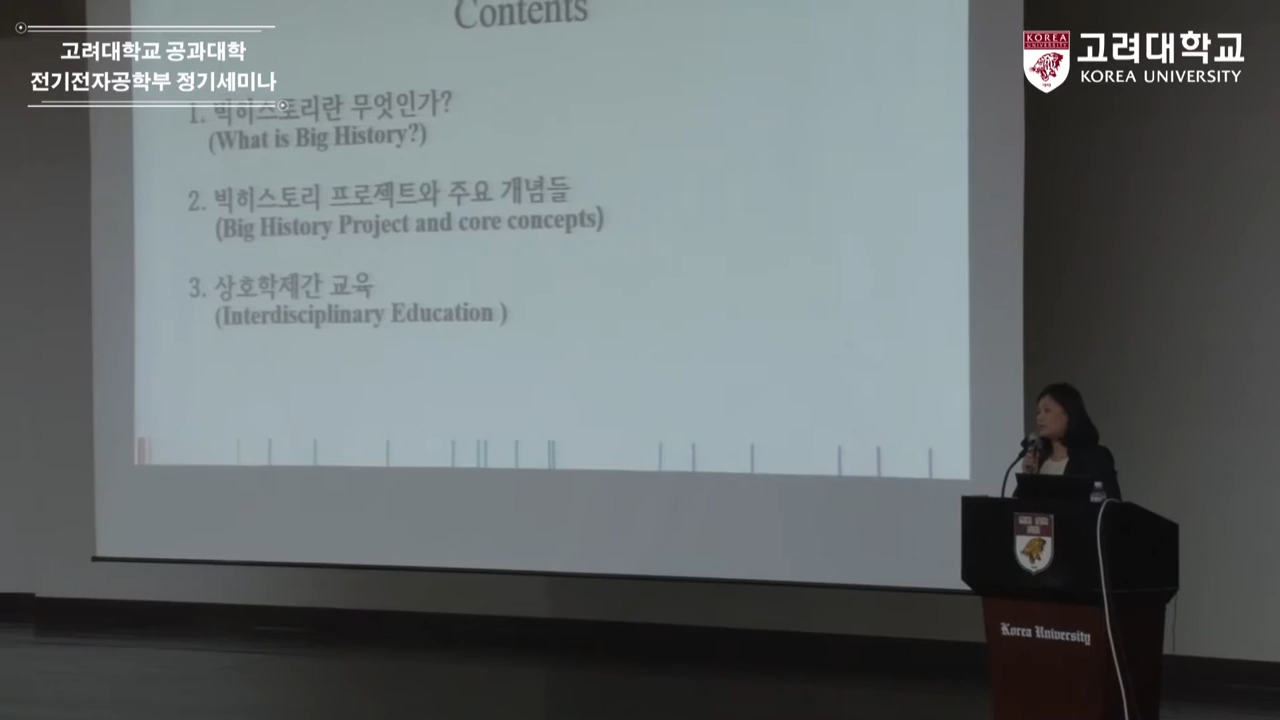 고려대학교 공과대학
전기전자공학부 정기세미나
KOREA
UNIVERSITY
고려대학교
KOREA UNIVERSITY
Contents
1. 빅히스토리란 무엇인가?
(What is Big History?)
2. 빅히스토리 프로젝트와 주요 개념들
(Big History Project and core concepts)
3. 상호학제간 교육
(Interdisciplinary Education )
Korea University